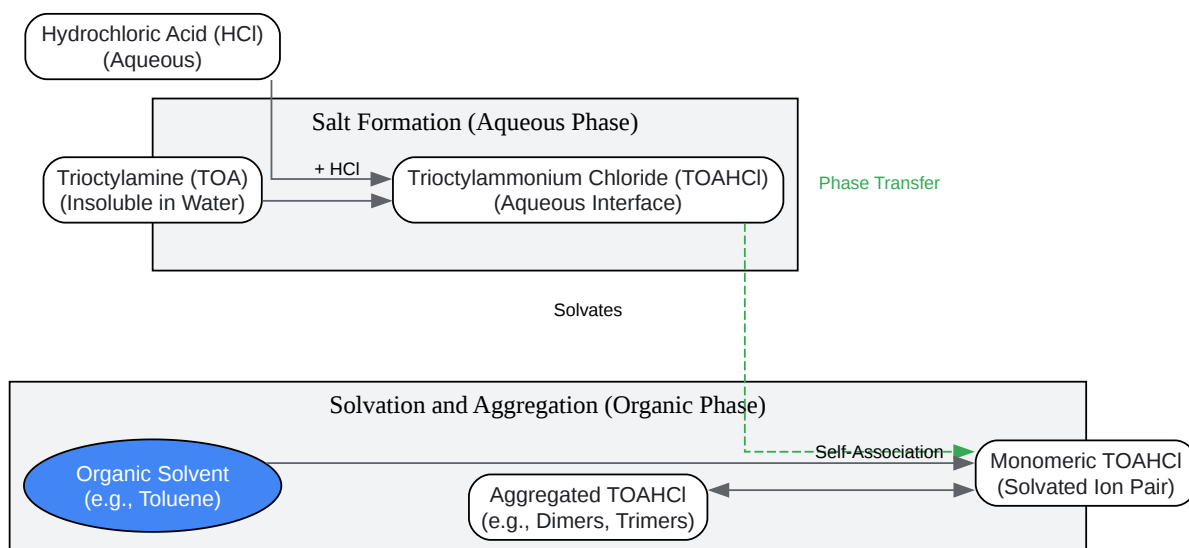 Hydrochloric Acid (HCl)
(Aqueous)
Salt Formation (Aqueous Phase)
+ HCl
Trioctylamine (TOA)
(Insoluble in Water)
Trioctylammonium Chloride (TOAHCl)
(Aqueous Interface)
Phase Transfer
Solvates
Solvation and Aggregation (Organic Phase)
Self-Association
Organic Solvent
(e.g., Toluene)
Monomeric TOAHCl
(Solvated Ion Pair)
Aggregated TOAHCl
(e.g., Dimers, Trimers)